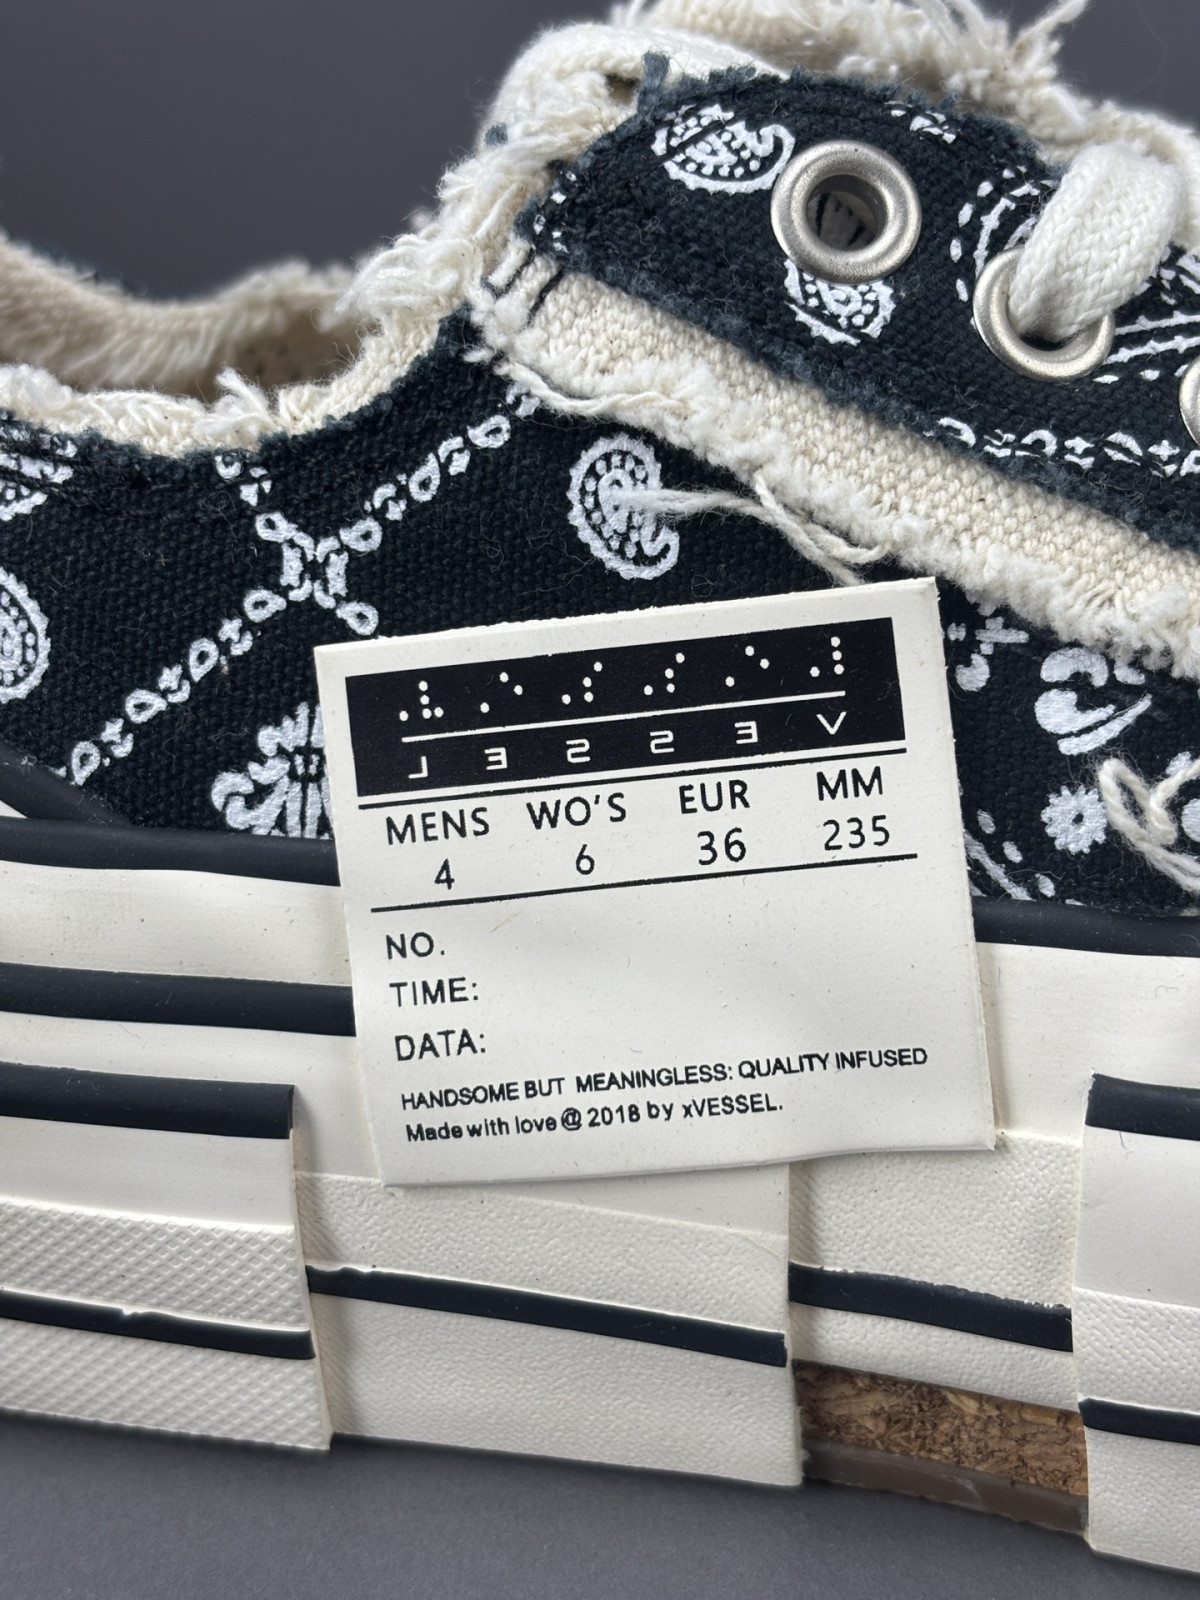 VESSEL
MENS WO'S EUR MM
4 6 36 235
NO.
TIME:
DATA:
HANDSOME BUT MEANINGLESS: QUALITY INFUSED
Made with love @ 2018 by xVESSEL.